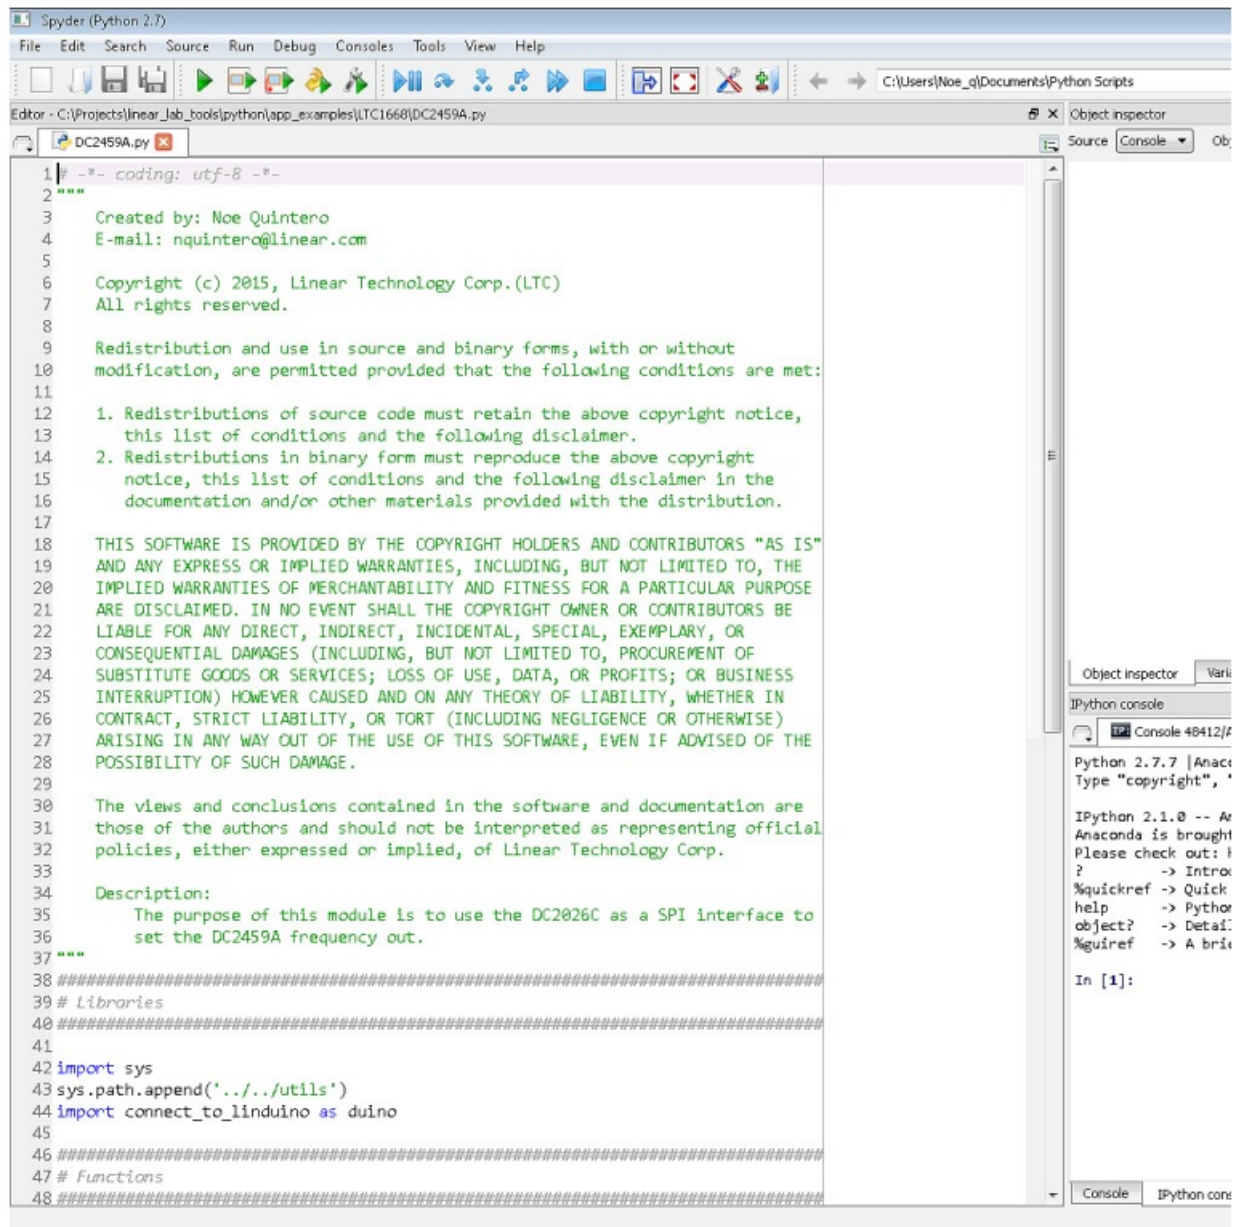 Spyder (Python 2.7)
File Edit Search Source Run Debug Consoles Tools View Help
C:\Users\Noe_q\Documents\Python Scripts
Editor - C:\Projects\linear_lab_tools\python\app_examples\LTC1668\DC2459A.py
DC2459A.py
1 # -*- coding: utf-8 -*-
2 """
3 Created by: Noe Quintero
4 E-mail: nquintero@linear.com
5
6 Copyright (c) 2015, Linear Technology Corp.(LTC)
7 All rights reserved.
8
9 Redistribution and use in source and binary forms, with or without
10 modification, are permitted provided that the following conditions are met:
11
12 1. Redistributions of source code must retain the above copyright notice,
13 this list of conditions and the following disclaimer.
14 2. Redistributions in binary form must reproduce the above copyright
15 notice, this list of conditions and the following disclaimer in the
16 documentation and/or other materials provided with the distribution.
17
18 THIS SOFTWARE IS PROVIDED BY THE COPYRIGHT HOLDERS AND CONTRIBUTORS "AS IS"
19 AND ANY EXPRESS OR IMPLIED WARRANTIES, INCLUDING, BUT NOT LIMITED TO, THE
20 IMPLIED WARRANTIES OF MERCHANTABILITY AND FITNESS FOR A PARTICULAR PURPOSE
21 ARE DISCLAIMED. IN NO EVENT SHALL THE COPYRIGHT OWNER OR CONTRIBUTORS BE
22 LIABLE FOR ANY DIRECT, INDIRECT, INCIDENTAL, SPECIAL, EXEMPLARY, OR
23 CONSEQUENTIAL DAMAGES (INCLUDING, BUT NOT LIMITED TO, PROCUREMENT OF
24 SUBSTITUTE GOODS OR SERVICES; LOSS OF USE, DATA, OR PROFITS; OR BUSINESS
25 INTERRUPTION) HOWEVER CAUSED AND ON ANY THEORY OF LIABILITY, WHETHER IN
26 CONTRACT, STRICT LIABILITY, OR TORT (INCLUDING NEGLIGENCE OR OTHERWISE)
27 ARISING IN ANY WAY OUT OF THE USE OF THIS SOFTWARE, EVEN IF ADVISED OF THE
28 POSSIBILITY OF SUCH DAMAGE.
29
30 The views and conclusions contained in the software and documentation are
31 those of the authors and should not be interpreted as representing official
32 policies, either expressed or implied, of Linear Technology Corp.
33
34 Description:
35 The purpose of this module is to use the DC2026C as a SPI interface to
36 set the DC2459A frequency out.
37 """
38 ###############################################################################
39 # Libraries
40 ###############################################################################
41
42 import sys
43 sys.path.append('../../utils')
44 import connect_to_linduino as duino
45
46 ###############################################################################
47 # Functions
48 ###############################################################################
Object inspector
Source Console Ob
Object inspector Vari
IPython console
Console 48412/A
Python 2.7.7 |Anac
Type "copyright", "
IPython 2.1.0 -- An
Anaconda is brought
Please check out: h
? -> Intro
%quickref -> Quick
help -> Python
object? -> Detai
%guiref -> A brie
In [1]:
Console IPython cons